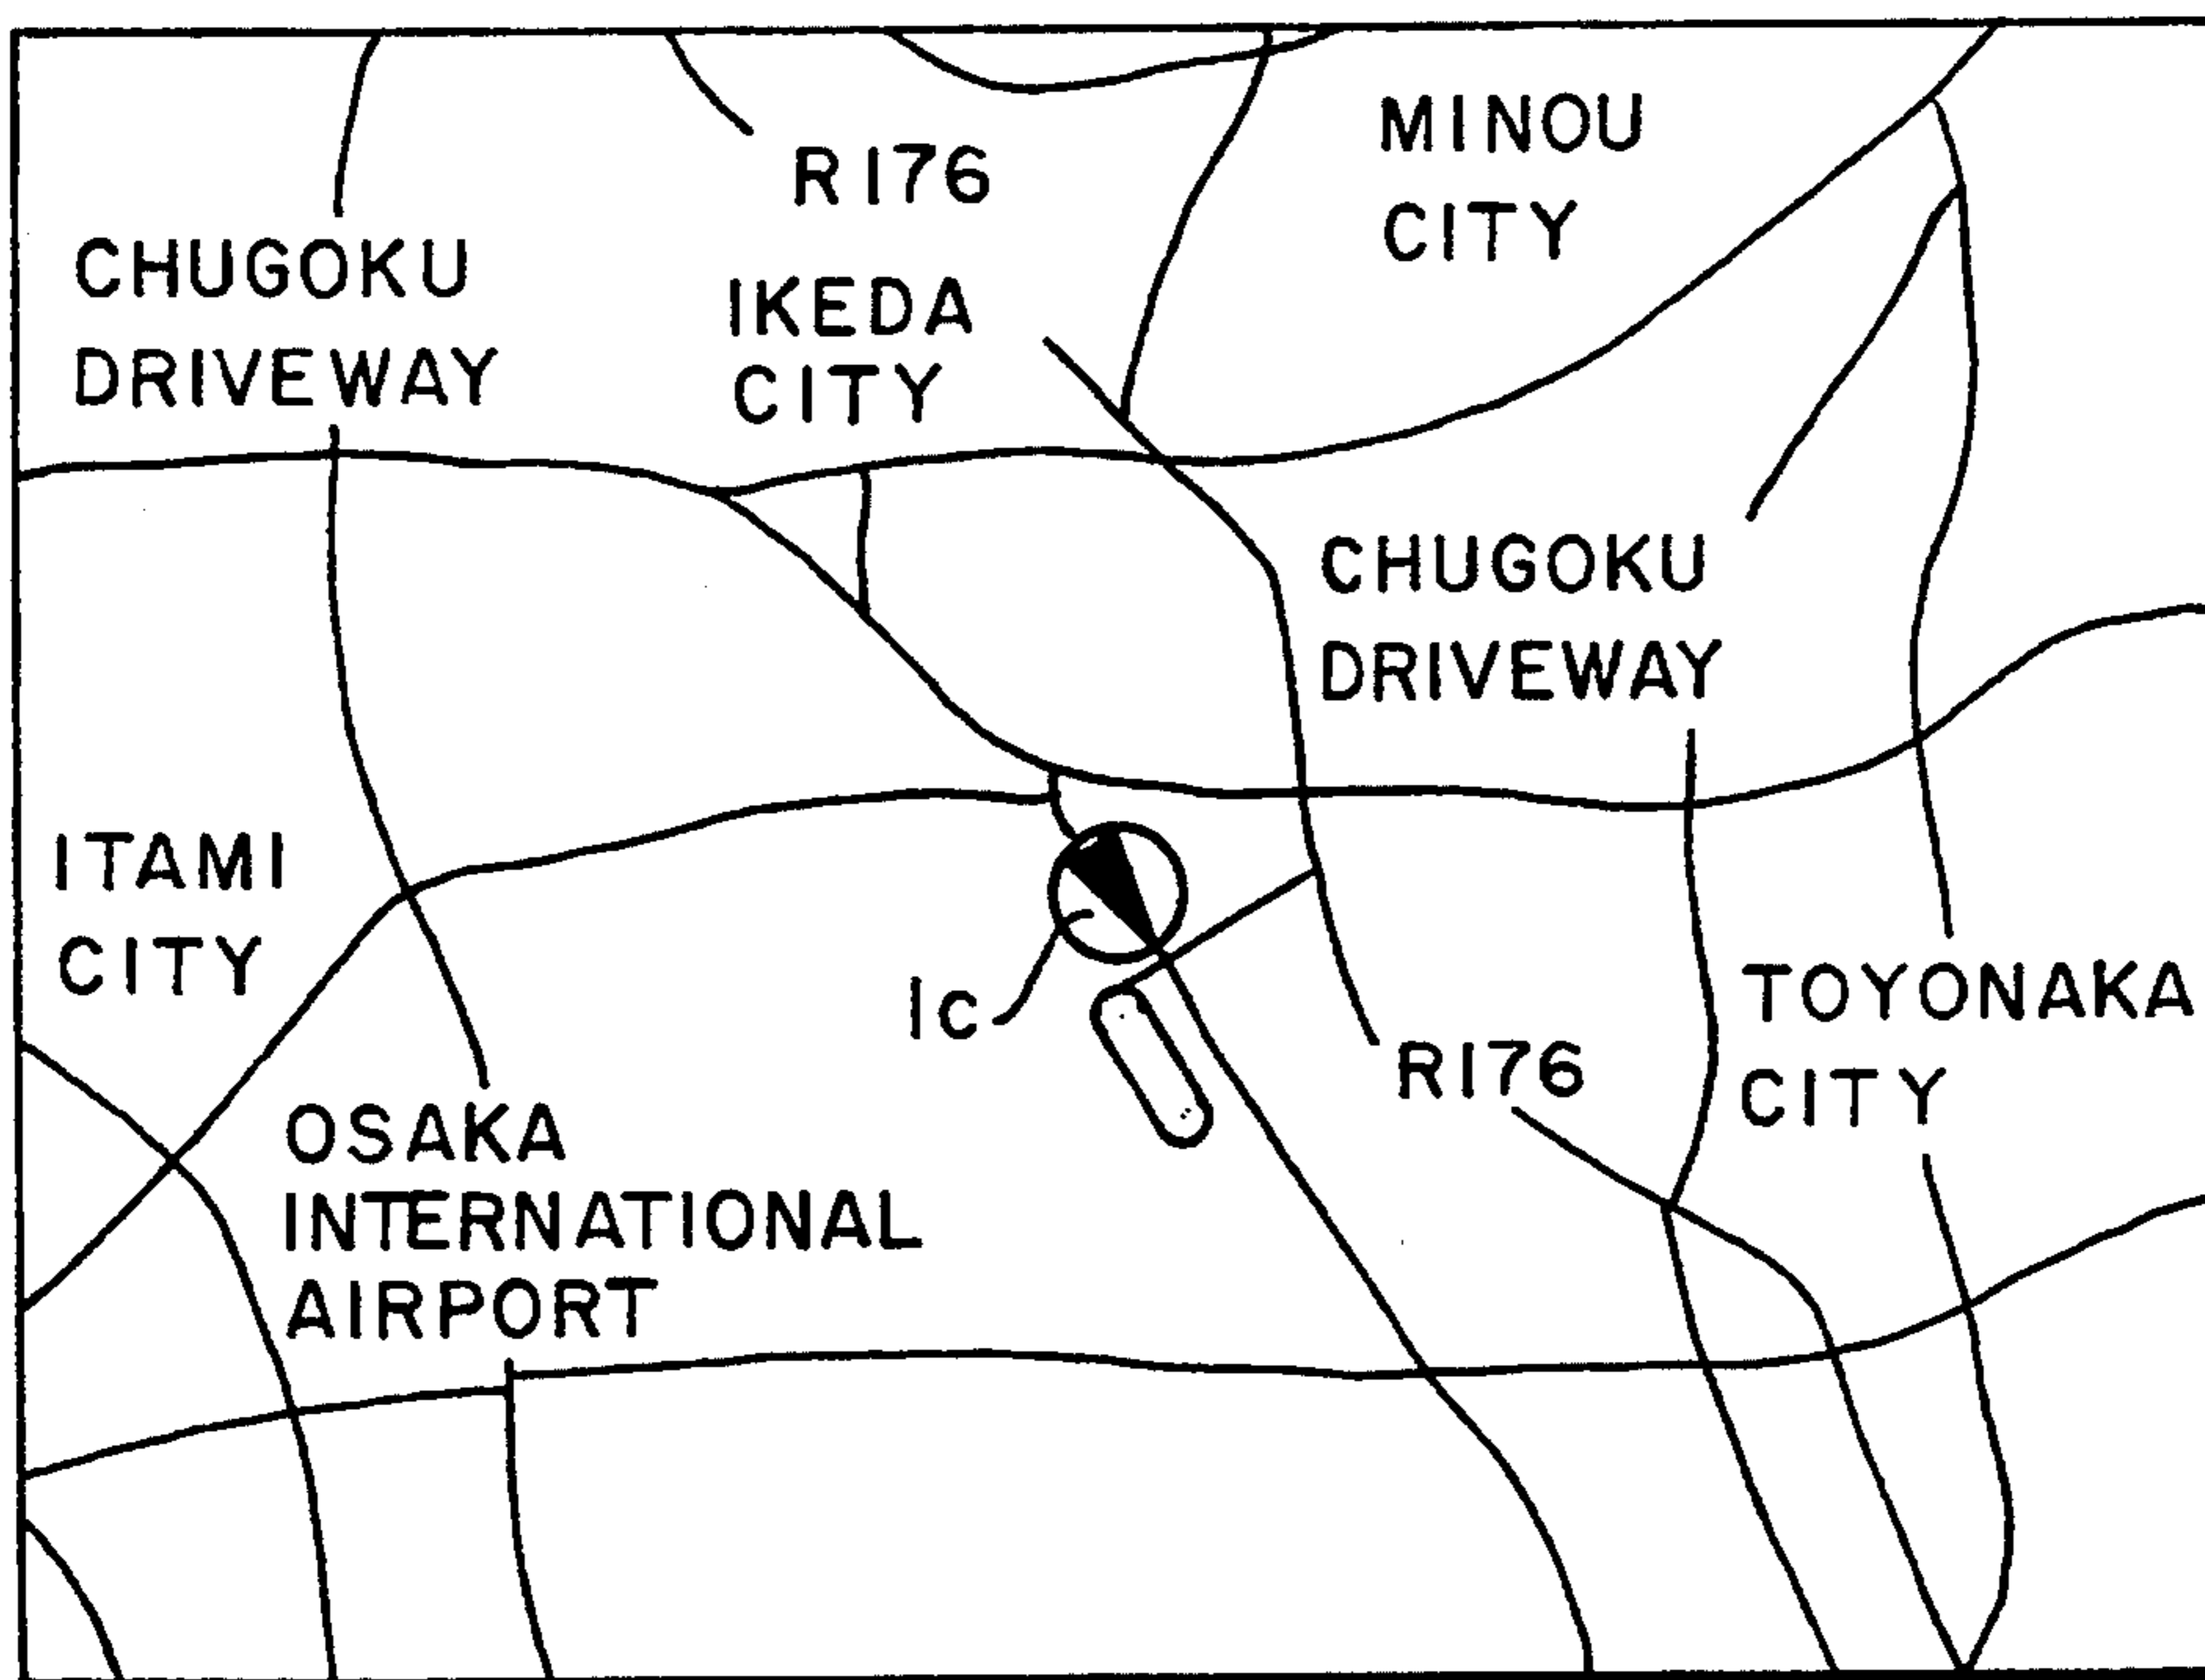 MINOU
CITY
R176
CHUGOKU
DRIVEWAY
IKEDA
CITY
CHUGOKU
DRIVEWAY
ITAMI
CITY
1c
TOYONAKA
CITY
R176
OSAKA
INTERNATIONAL
AIRPORT